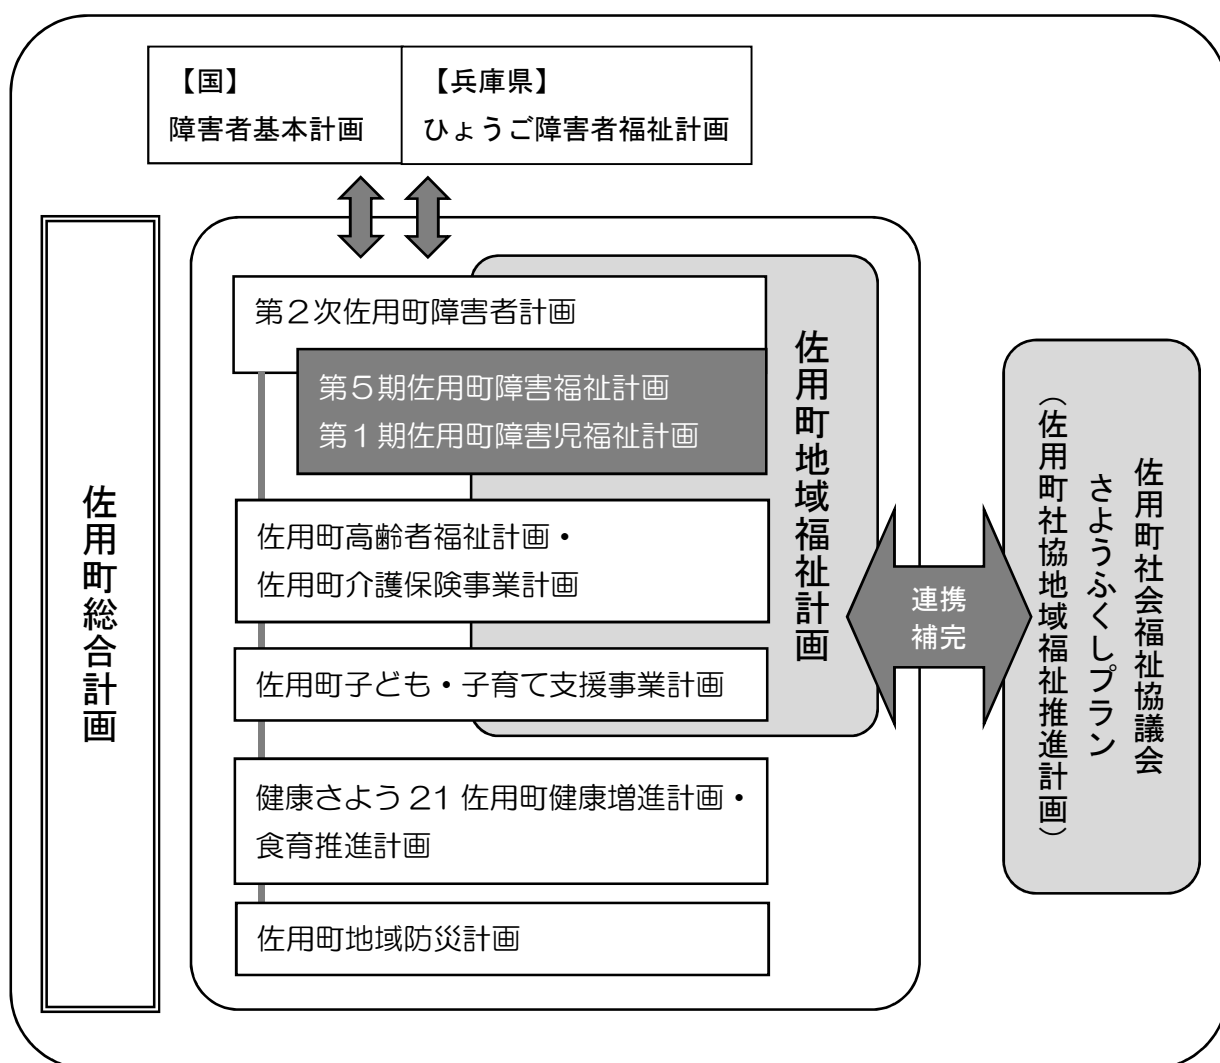 【国】
障害者基本計画
【兵庫県】
ひょうご障害者福祉計画
佐用町総合計画
第2次佐用町障害者計画
第5期佐用町障害福祉計画
第1期佐用町障害児福祉計画
佐用町高齢者福祉計画・
佐用町介護保険事業計画
佐用町子ども・子育て支援事業計画
健康さよう21 佐用町健康増進計画・
食育推進計画
佐用町地域防災計画
佐用町地域福祉計画
連携
補完
佐用町社会福祉協議会
さようふくしプラン
(佐用町社協地域福祉推進計画)